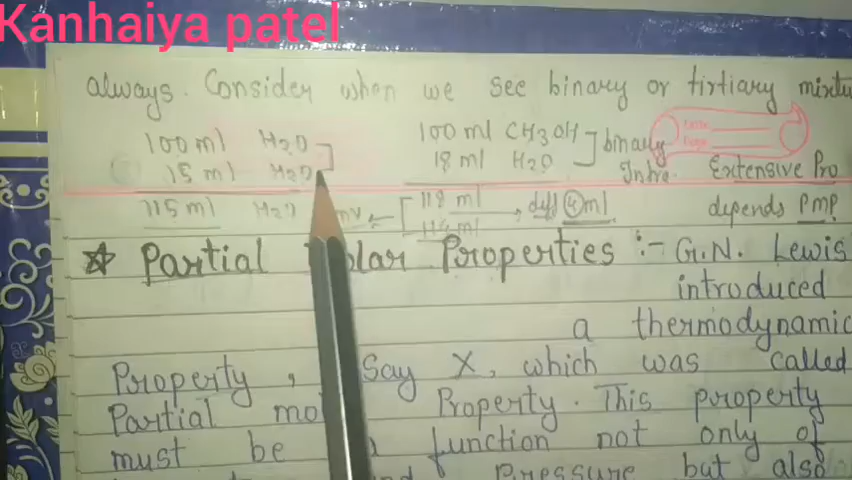 Kanhaiya patel
always. Consider when we see binary or tirtiary mixtu
100 ml H2O 100 ml CH3OH ] binary
15 ml H2O ] 18 ml H2O Extensive Pro
115 ml H2O 118 ml diff 4 ml depends PMP
114 ml
☆ Partial Properties :- G.N. Lewis
introduced
a thermodynamic
Property, Say X, which was called
Partial Property. This property
must be function not only of
Pressure but also